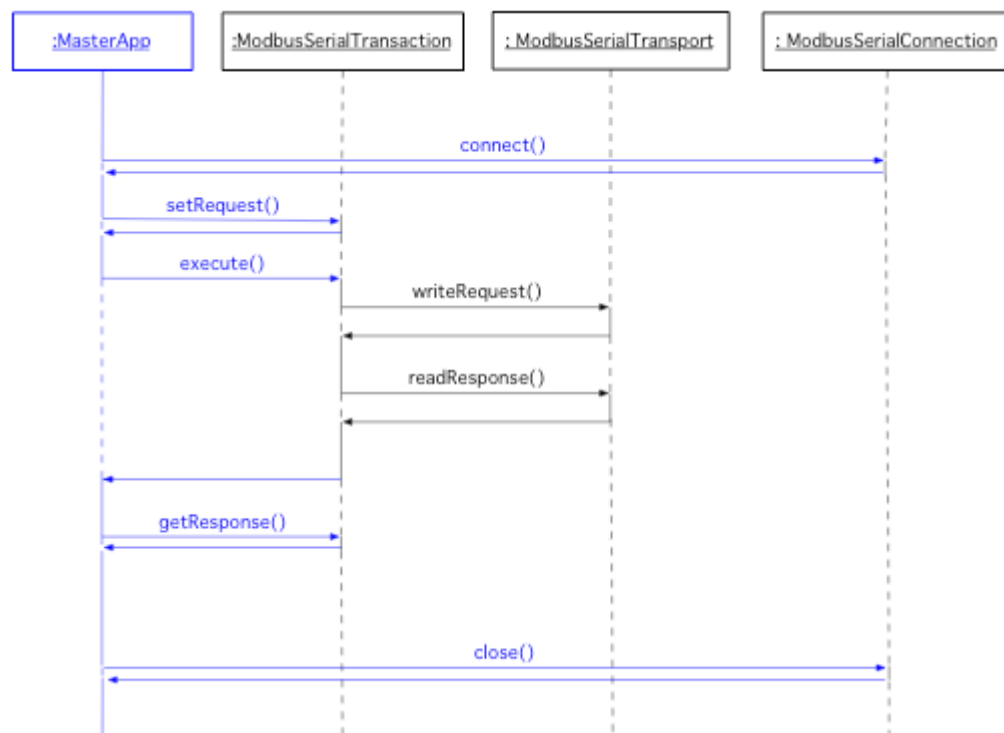 :MasterApp
:ModbusSerialTransaction
: ModbusSerialTransport
: ModbusSerialConnection
connect()
setRequest()
execute()
writeRequest()
readResponse()
getResponse()
close()